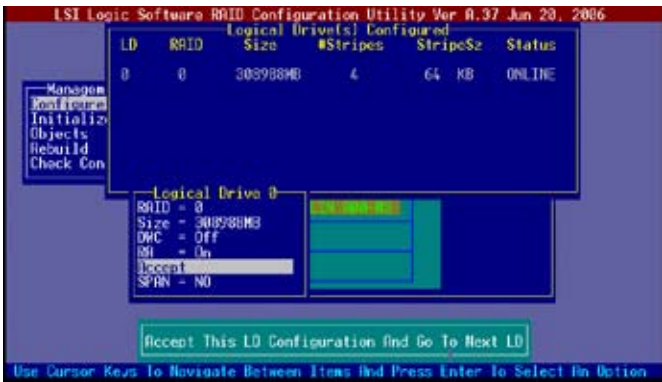 LSI Logic Software RAID Configuration Utility Ver A.37 Jun 20, 2006
Logical Drive(s) Configured
LD RAID Size #Stripes StripeSz Status
0 0 308988MB 4 64 KB ONLINE
Managem
Configure
Initializ
Objects
Rebuild
Check Con
Logical Drive 0
RAID = 0
Size = 308988MB
DWC = Off
RA = On
Accept
SPAN = NO
Accept This LD Configuration And Go To Next LD
Use Cursor Keys To Navigate Between Items And Press Enter To Select An Option